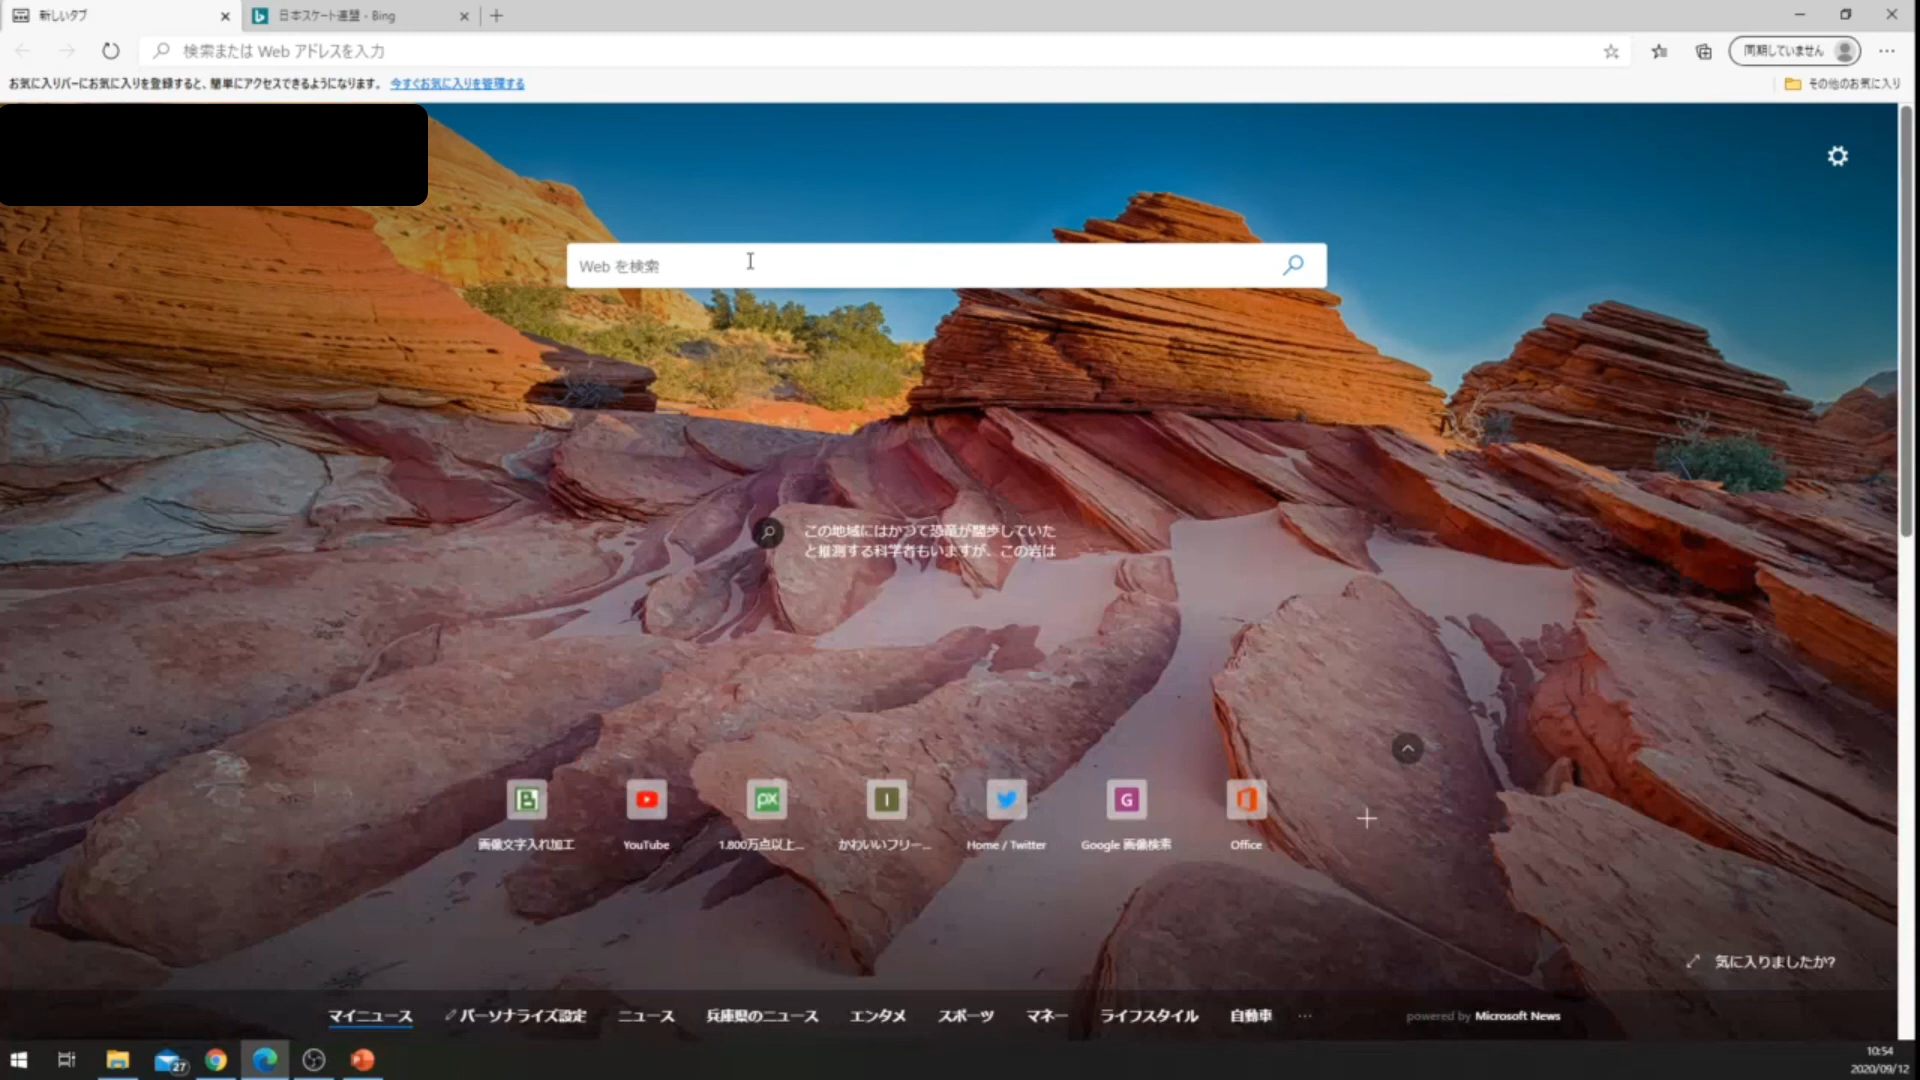 新しいタブ
日本スケート連盟 - Bing
検索または Web アドレスを入力
同期していません
お気に入りバーにお気に入りを登録すると、簡単にアクセスできるようになります。 今すぐお気に入りを管理する
その他のお気に入り
Web を検索
この地域にはかつて恐竜が闊歩していた
と推測する科学者もいますが、この岩は
画像文字入れ加工
YouTube
1,800万点以上...
かわいいフリー...
Home / Twitter
Google 画像検索
Office
気に入りましたか?
マイニュース
パーソナライズ設定
ニュース
兵庫県のニュース
エンタメ
スポーツ
マネー
ライフスタイル
自動車
powered by Microsoft News
27
10:54
2020/09/12